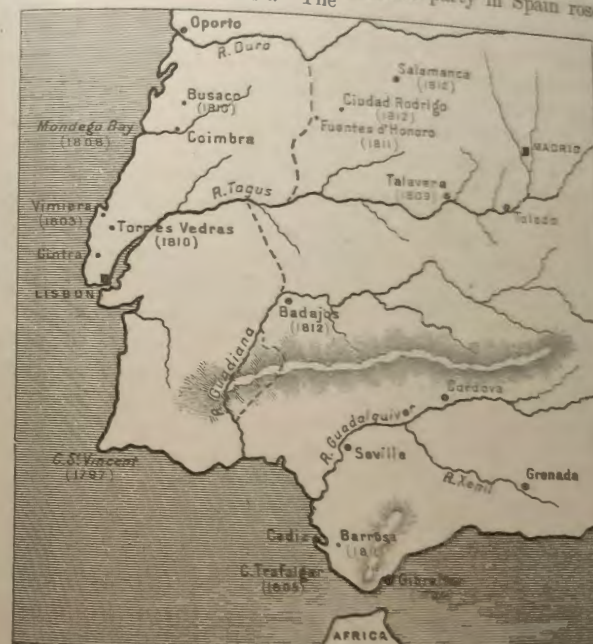 The
party in Spain rose
Oporto
R. Duro
Salamanca
(1812)
Busaco
(1810)
Ciudad Rodrigo
(1812)
Mondego Bay
(1808)
Coimbra
Fuentes d'Honoro
(1811)
MADRID
R. Tagus
Talavera
(1809)
Toledo
Vimiera
Torres Vedras
(1810)
Cintra
LISBON
Badajos
(1812)
R. Guadiana
Cordova
R. Guadalquiver
C. St. Vincent
(1797)
Seville
R. Xenil
Grenada
Cadiz
Barrosa
C. Trafalgar
(1805)
Gibraltar
AFRICA